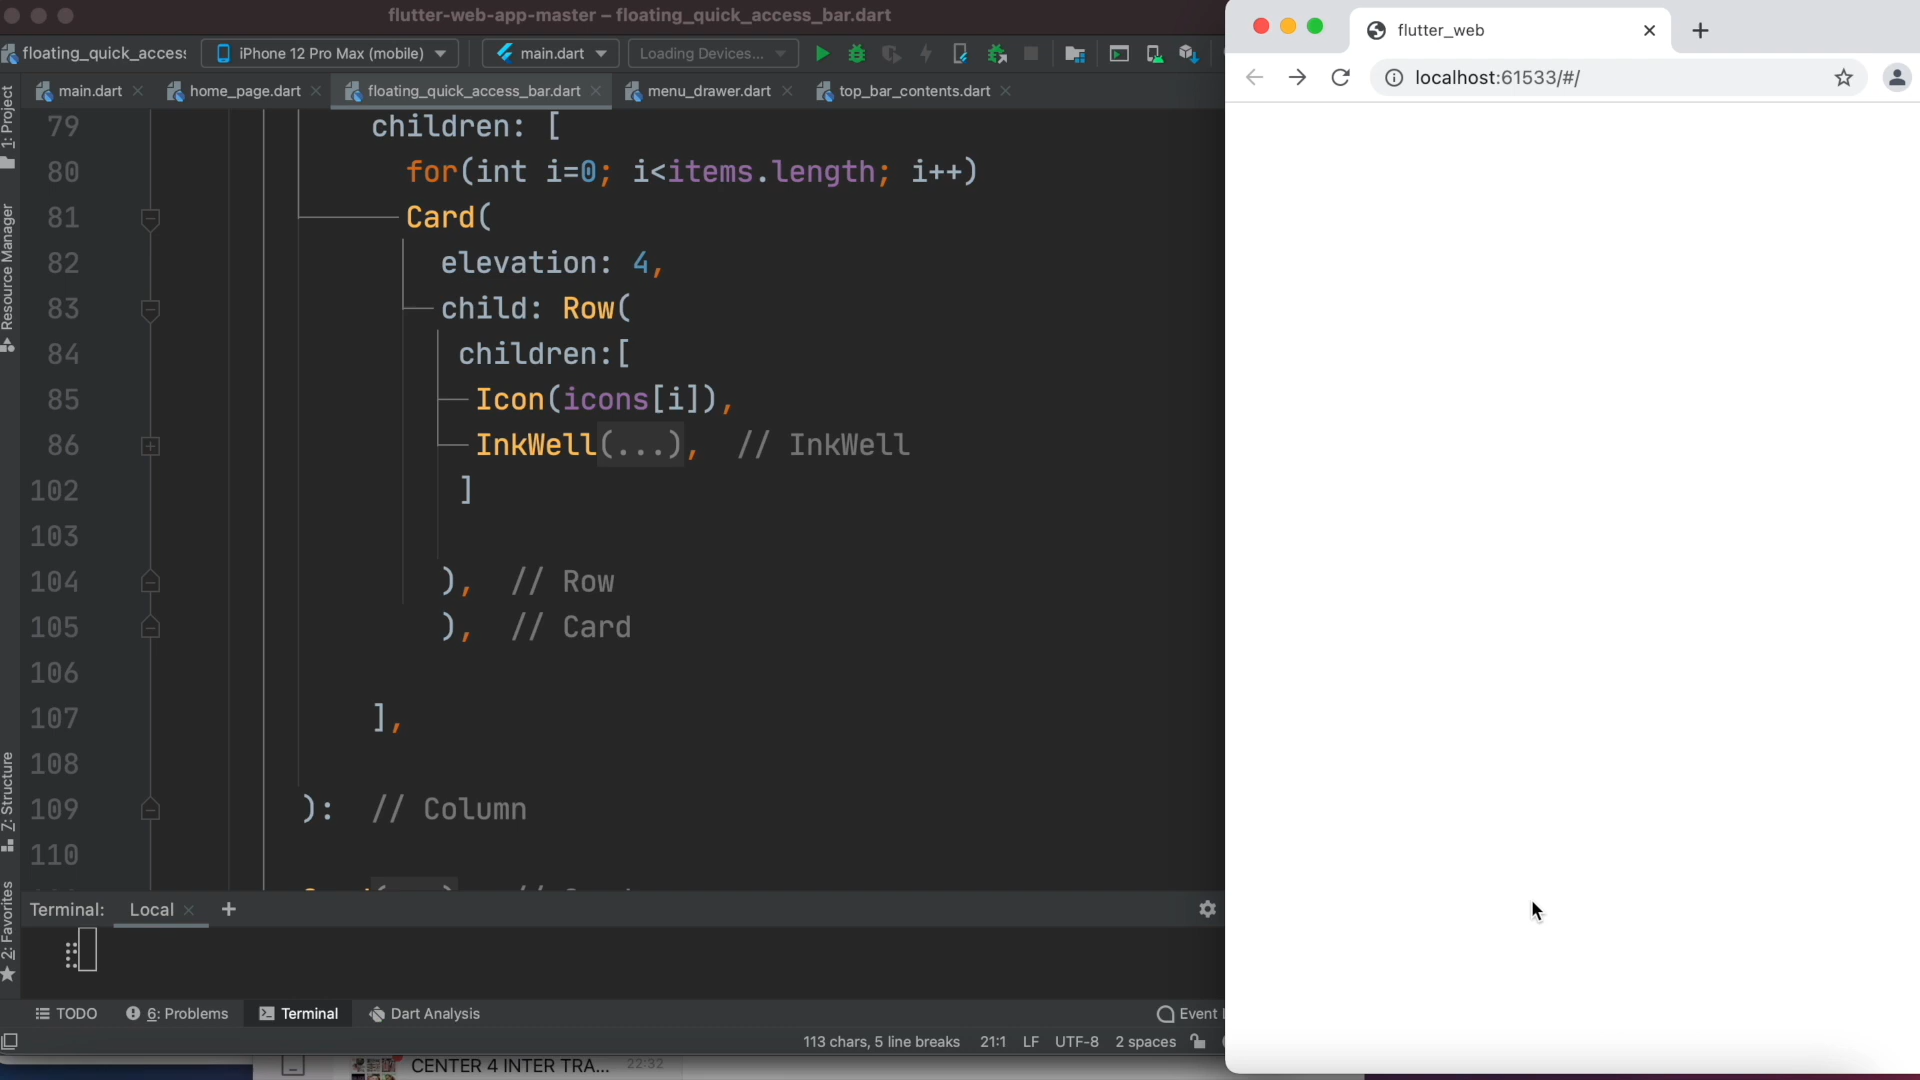 flutter-web-app-master – floating_quick_access_bar.dart
floating_quick_access
iPhone 12 Pro Max (mobile)
main.dart
Loading Devices...
main.dart
home_page.dart
floating_quick_access_bar.dart
menu_drawer.dart
top_bar_contents.dart
1: Project
Resource Manager
Z: Structure
2: Favorites
79 children: [
80 for(int i=0; i<items.length; i++)
81 Card(
82 elevation: 4,
83 child: Row(
84 children:[
85 Icon(icons[i]),
86 InkWell(...), // InkWell
102 ]
103
104 ), // Row
105 ), // Card
106
107 ],
108
109 ): // Column
110
Terminal: Local +
TODO
6: Problems
Terminal
Dart Analysis
Event
113 chars, 5 line breaks 21:1 LF UTF-8 2 spaces
CENTER 4 INTER TRA... 22:32
flutter_web
localhost:61533/#/